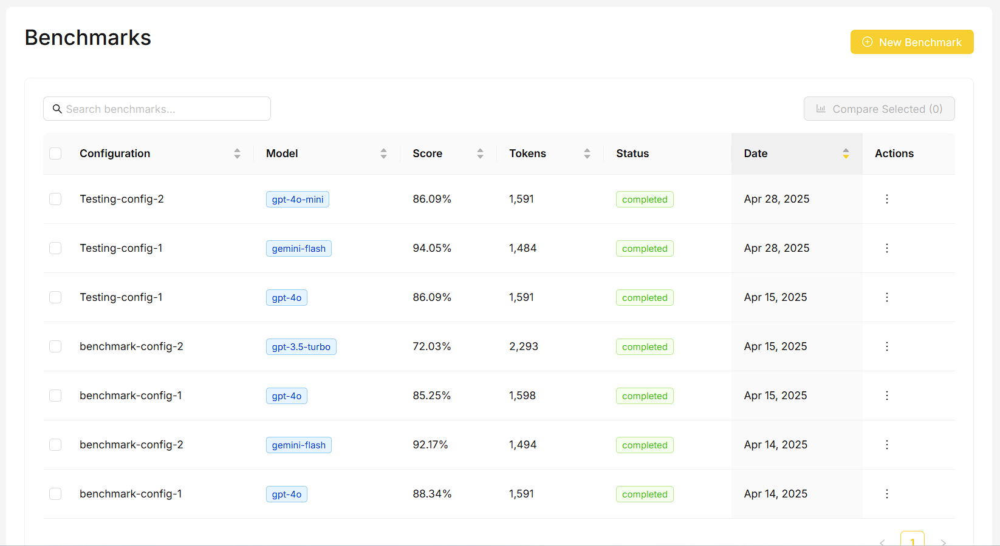 Benchmarks
New Benchmark
Search benchmarks...
Compare Selected (0)
Configuration Model Score Tokens Status Date Actions
Testing-config-2 gpt-4o-mini 86.09% 1,591 completed Apr 28, 2025
Testing-config-1 gemini-flash 94.05% 1,484 completed Apr 28, 2025
Testing-config-1 gpt-4o 86.09% 1,591 completed Apr 15, 2025
benchmark-config-2 gpt-3.5-turbo 72.03% 2,293 completed Apr 15, 2025
benchmark-config-1 gpt-4o 85.25% 1,598 completed Apr 15, 2025
benchmark-config-2 gemini-flash 92.17% 1,494 completed Apr 14, 2025
benchmark-config-1 gpt-4o 88.34% 1,591 completed Apr 14, 2025
1